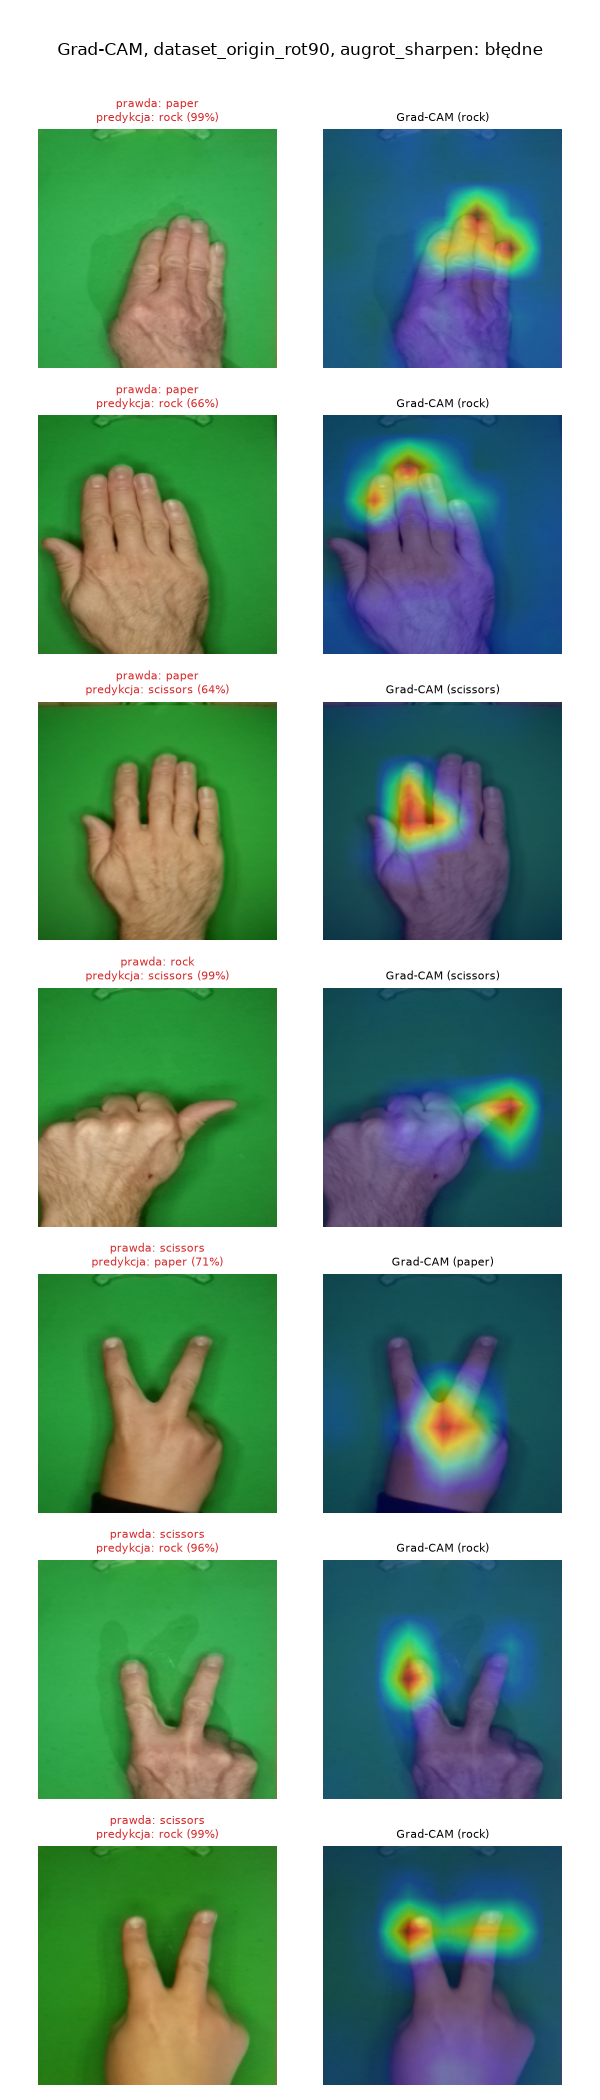 Grad-CAM, dataset_origin_rot90, augrot_sharpen: błędne
prawda: paper
predykcja: rock (99%)
Grad-CAM (rock)
prawda: paper
predykcja: rock (66%)
Grad-CAM (rock)
prawda: paper
predykcja: scissors (64%)
Grad-CAM (scissors)
prawda: rock
predykcja: scissors (99%)
Grad-CAM (scissors)
prawda: scissors
predykcja: paper (71%)
Grad-CAM (paper)
prawda: scissors
predykcja: rock (96%)
Grad-CAM (rock)
prawda: scissors
predykcja: rock (99%)
Grad-CAM (rock)